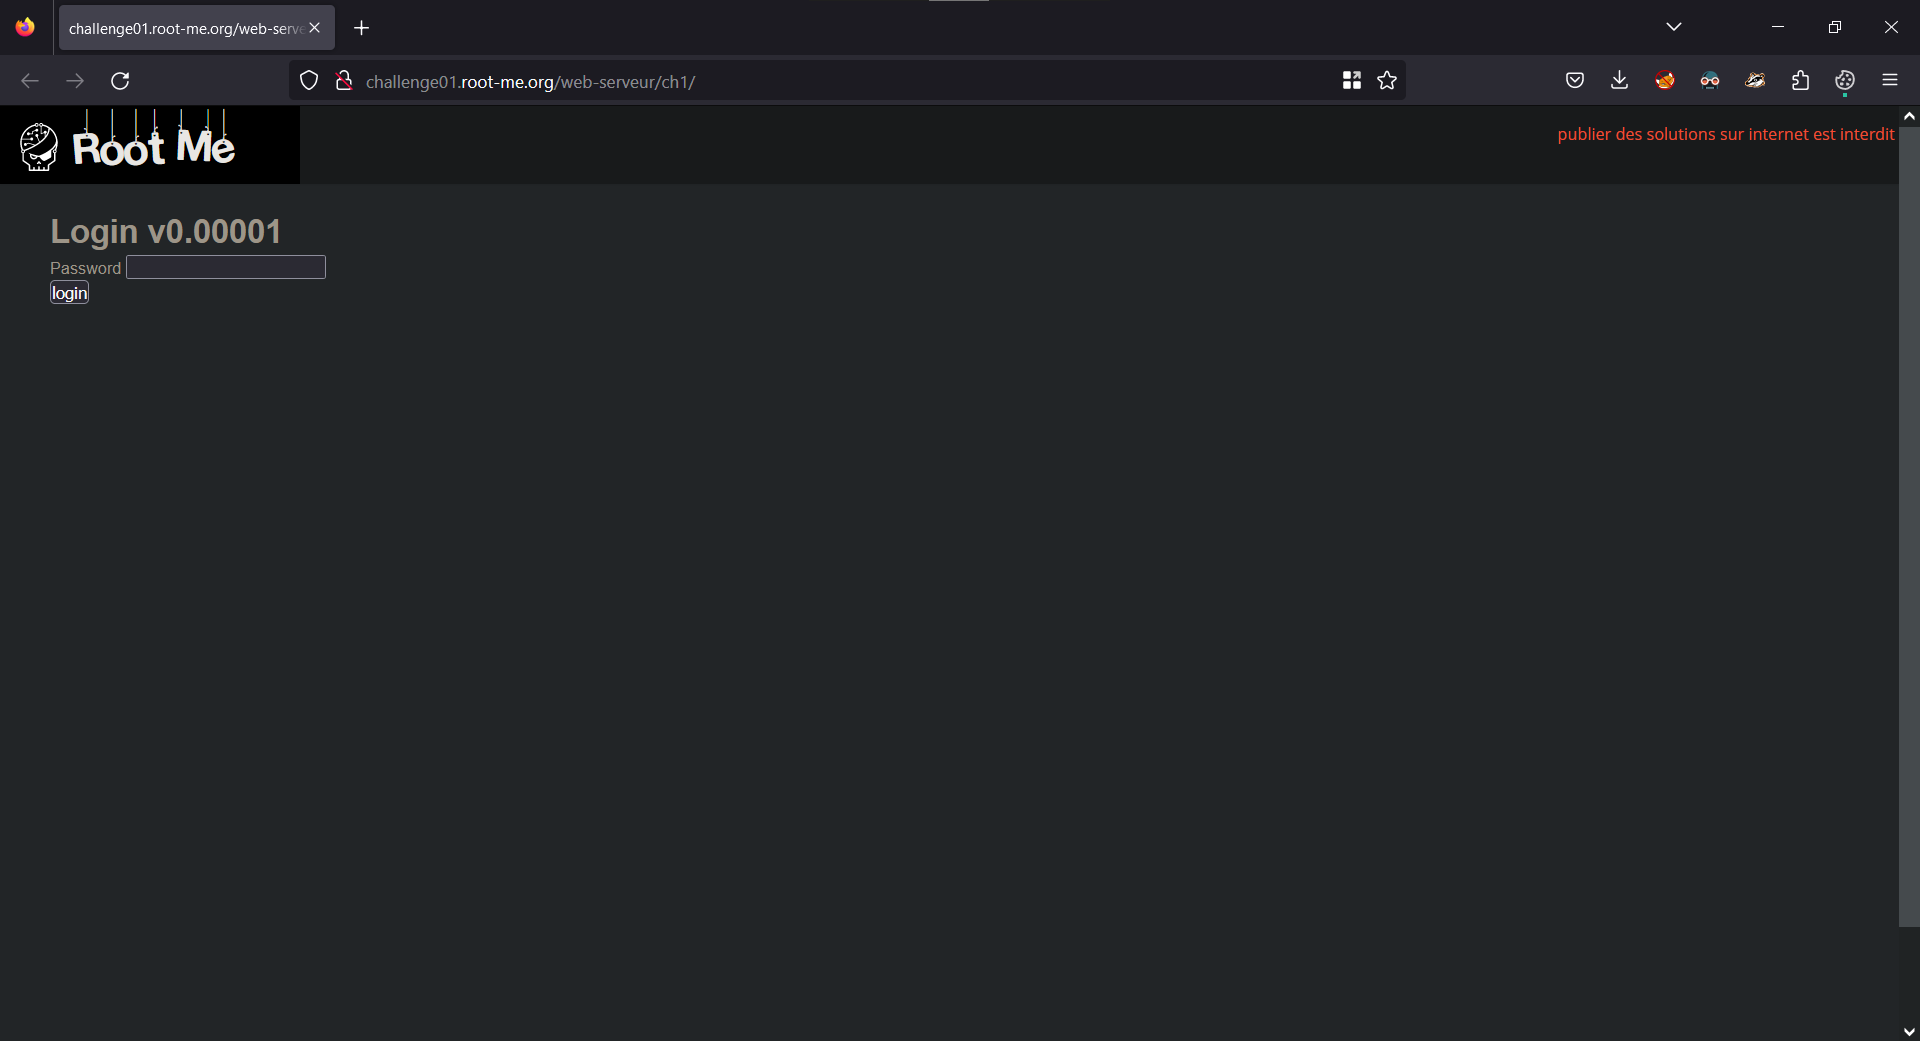 challenge01.root-me.org/web-serve
challenge01.root-me.org/web-serveur/ch1/
Root Me
publier des solutions sur internet est interdit
Login v0.00001
Password
login